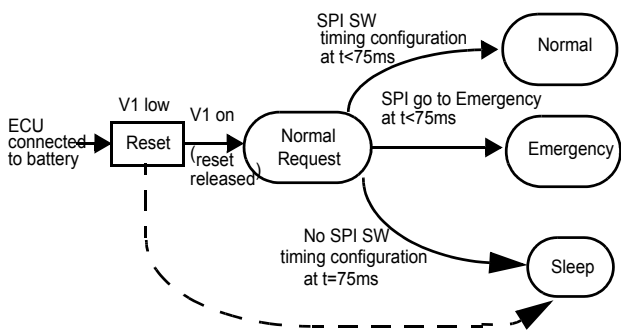 SPI SW
timing configuration
at t<75ms
Normal
V1 low
V1 on
SPI go to Emergency
at t<75ms
ECU
connected
to battery
Reset
(reset
released)
Normal
Request
Emergency
No SPI SW
timing configuration
at t=75ms
Sleep